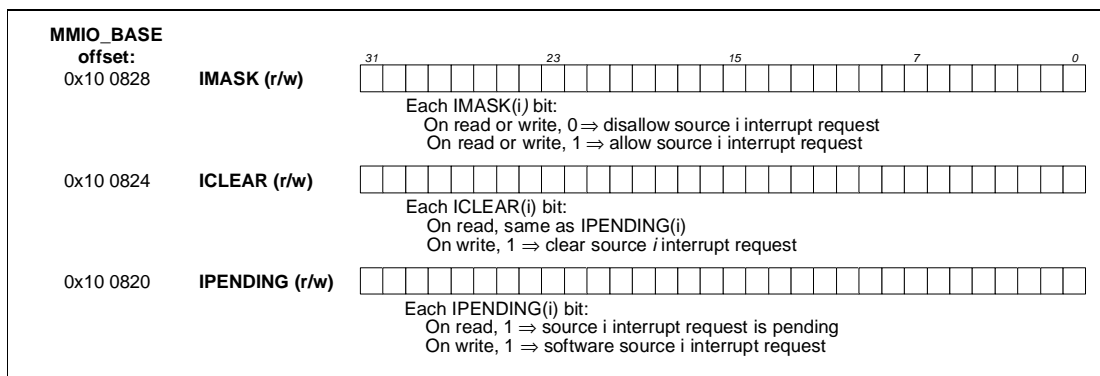 MMIO_BASE
offset:
31 23 15 7 0
0x10 0828 IMASK (r/w)
Each IMASK(i) bit:
On read or write, 0 ⇒ disallow source i interrupt request
On read or write, 1 ⇒ allow source i interrupt request
0x10 0824 ICLEAR (r/w)
Each ICLEAR(i) bit:
On read, same as IPENDING(i)
On write, 1 ⇒ clear source i interrupt request
0x10 0820 IPENDING (r/w)
Each IPENDING(i) bit:
On read, 1 ⇒ source i interrupt request is pending
On write, 1 ⇒ software source i interrupt request